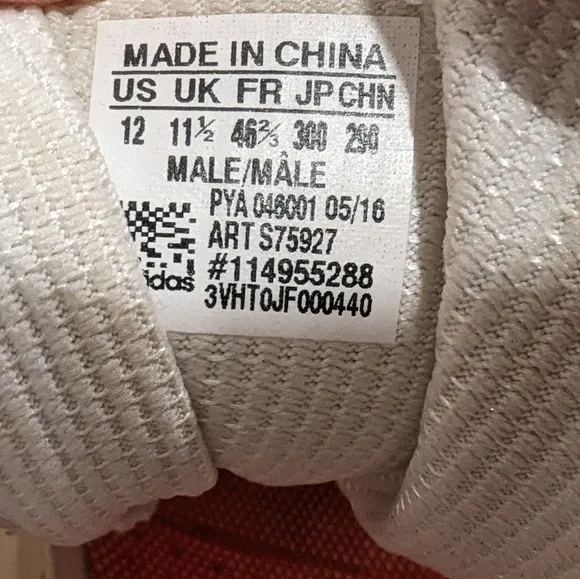 MADE IN CHINA
US UK FR JP CHN
12 11½ 46⅔ 300 290
MALE/MÂLE
PYA 046001 05/16
ART S75927
#114955288
adidas 3VHT0JF000440